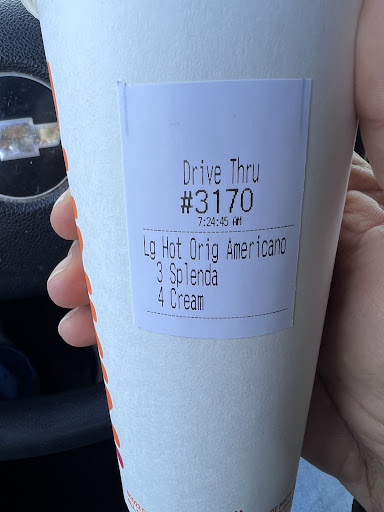 Drive Thru
#3170
7:24:45 AM
Lg Hot Orig Americano
3 Splenda
4 Cream